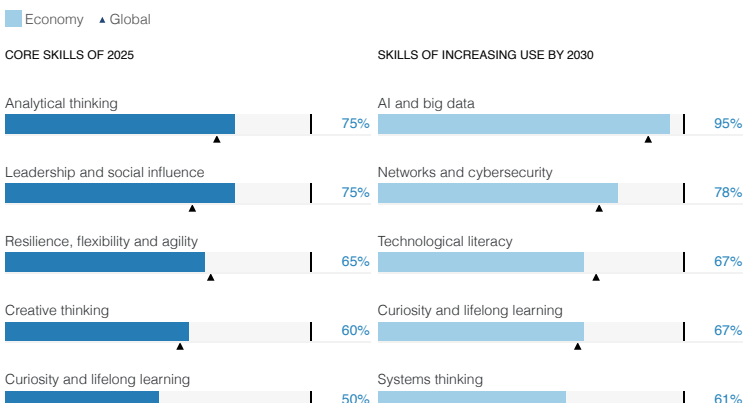 Economy ▲ Global
CORE SKILLS OF 2025
Analytical thinking
75%
Leadership and social influence
75%
Resilience, flexibility and agility
65%
Creative thinking
60%
Curiosity and lifelong learning
50%
SKILLS OF INCREASING USE BY 2030
AI and big data
95%
Networks and cybersecurity
78%
Technological literacy
67%
Curiosity and lifelong learning
67%
Systems thinking
61%